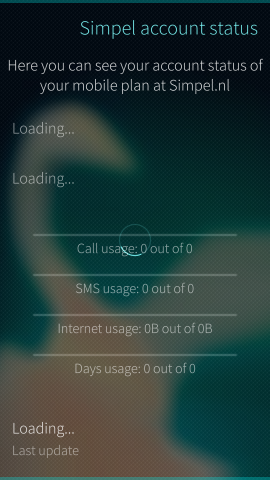 Simpel account status
Here you can see your account status of
your mobile plan at Simpel.nl
Loading...
Loading...
Call usage: 0 out of 0
SMS usage: 0 out of 0
Internet usage: 0B out of 0B
Days usage: 0 out of 0
Loading...
Last update